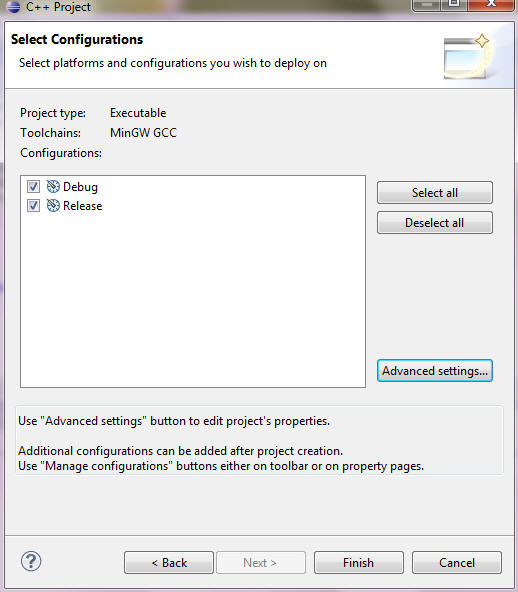 C++ Project
Select Configurations
Select platforms and configurations you wish to deploy on
Project type: Executable
Toolchains: MinGW GCC
Configurations:
Debug
Release
Select all
Deselect all
Advanced settings...
Use "Advanced settings" button to edit project's properties.
Additional configurations can be added after project creation.
Use "Manage configurations" buttons either on toolbar or on property pages.
?
< Back
Next >
Finish
Cancel